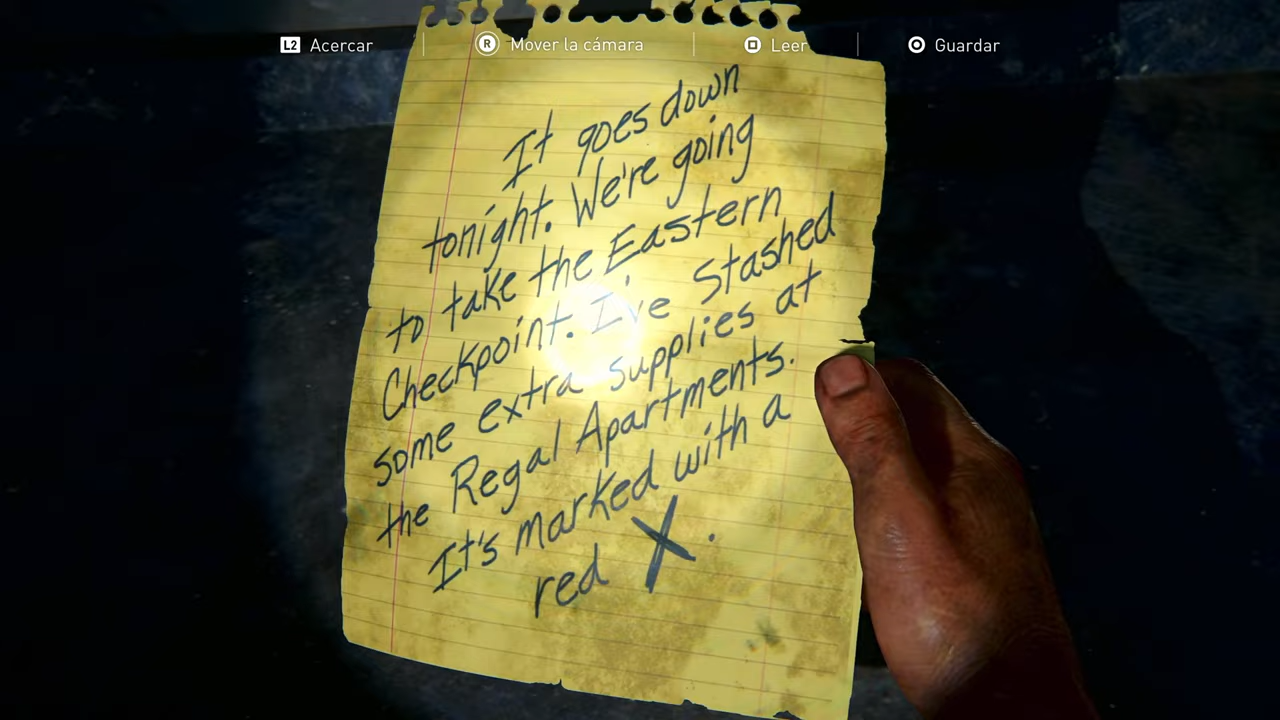 L2 Acercar R Mover la cámara Leer Guardar
It goes down
tonight. We're going
to take the Eastern
Checkpoint. I've Stashed
some extra supplies at
the Regal Apartments.
It's marked with a
red X.